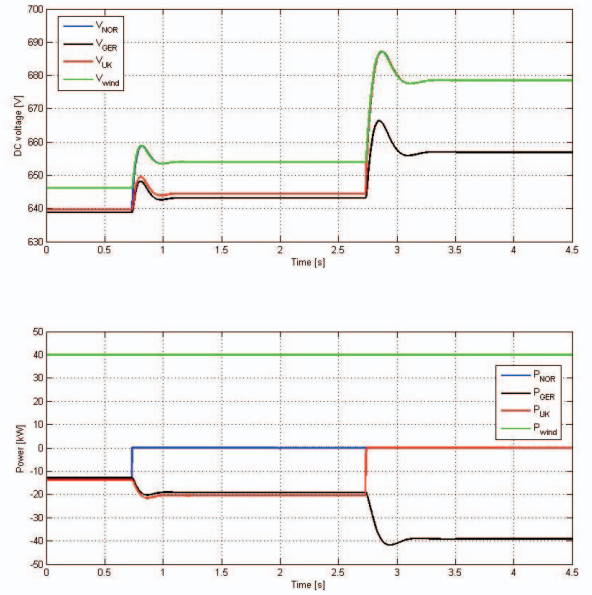 700
690
680
670
660
650
640
630
DC voltage [V]
V_NOR
V_GER
V_UK
V_wind
0 0.5 1 1.5 2 2.5 3 3.5 4 4.5
Time [s]
50
40
30
20
10
0
-10
-20
-30
-40
-50
Power [kW]
P_NOR
P_GER
P_UK
P_wind
0 0.5 1 1.5 2 2.5 3 3.5 4 4.5
Time [s]